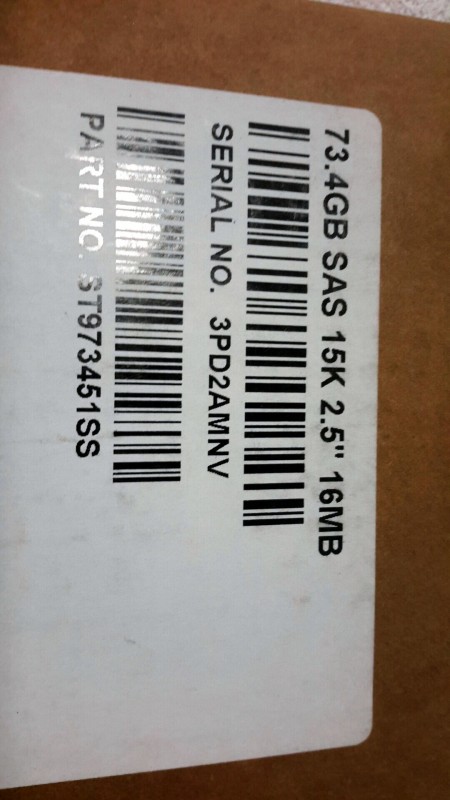 73.4GB SAS 15K 2.5" 16MB
SERIAL NO. 3PD2AMNV
PART NO. ST973451SS